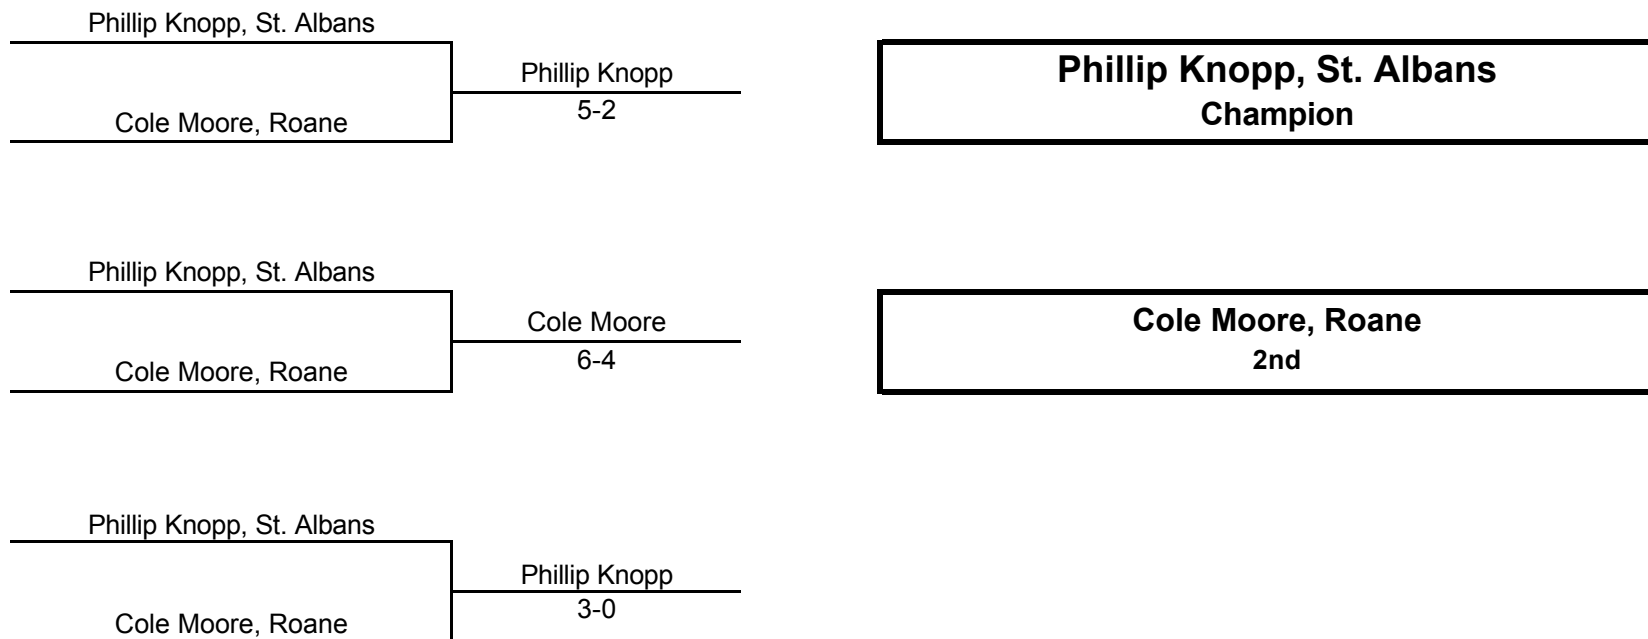 Phillip Knopp, St. Albans
Phillip Knopp
5-2
Cole Moore, Roane
Phillip Knopp, St. Albans
Champion
Phillip Knopp, St. Albans
Cole Moore
6-4
Cole Moore, Roane
Cole Moore, Roane
2nd
Phillip Knopp, St. Albans
Phillip Knopp
3-0
Cole Moore, Roane